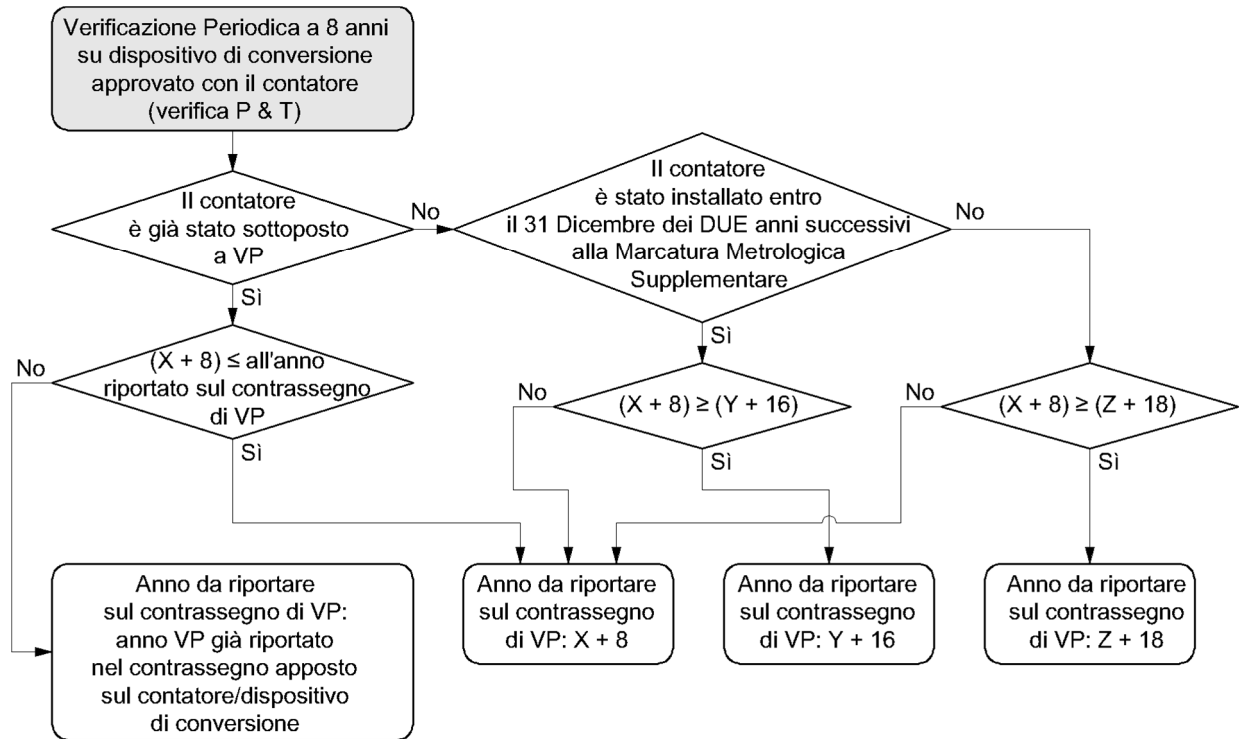 Verificazione Periodica a 8 anni
su dispositivo di conversione
approvato con il contatore
(verifica P & T)
Il contatore
è già stato sottoposto
a VP
No
Il contatore
è stato installato entro
il 31 Dicembre dei DUE anni successivi
alla Marcatura Metrologica
Supplementare
No
Sì
Sì
No
(X + 8) ≤ all'anno
riportato sul contrassegno
di VP
Sì
No
(X + 8) ≥ (Y + 16)
Sì
No
(X + 8) ≥ (Z + 18)
Sì
Anno da riportare
sul contrassegno di VP:
anno VP già riportato
nel contrassegno apposto
sul contatore/dispositivo
di conversione
Anno da riportare
sul contrassegno
di VP: X + 8
Anno da riportare
sul contrassegno
di VP: Y + 16
Anno da riportare
sul contrassegno
di VP: Z + 18